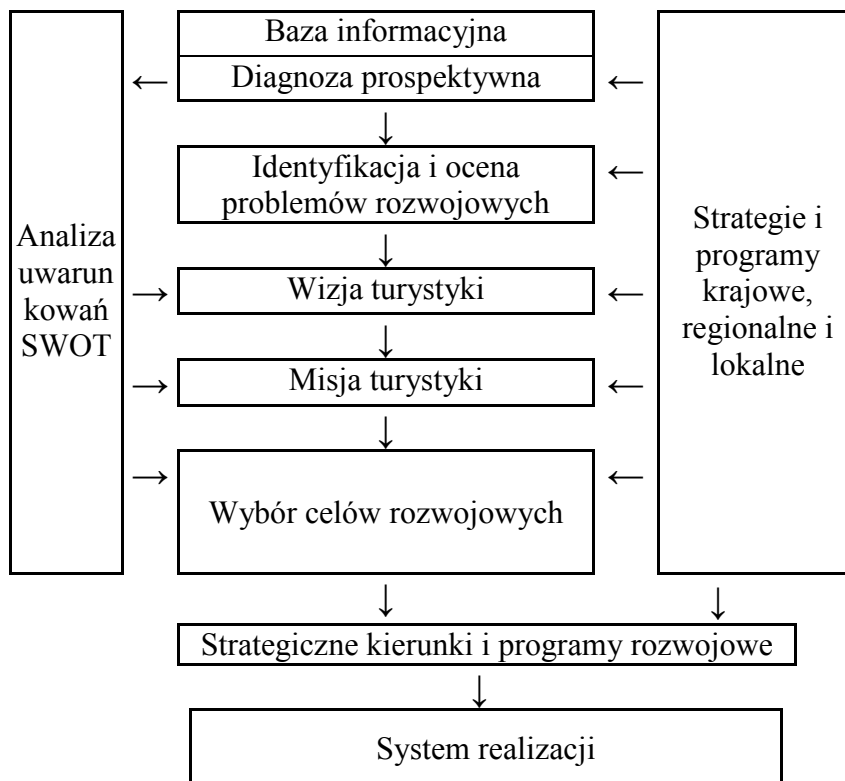 Baza informacyjna
Diagnoza prospektywna
Identyfikacja i ocena
problemów rozwojowych
Analiza
uwarun
kowań
SWOT
Wizja turystyki
Misja turystyki
Wybór celów rozwojowych
Strategie i
programy
krajowe,
regionalne i
lokalne
Strategiczne kierunki i programy rozwojowe
System realizacji